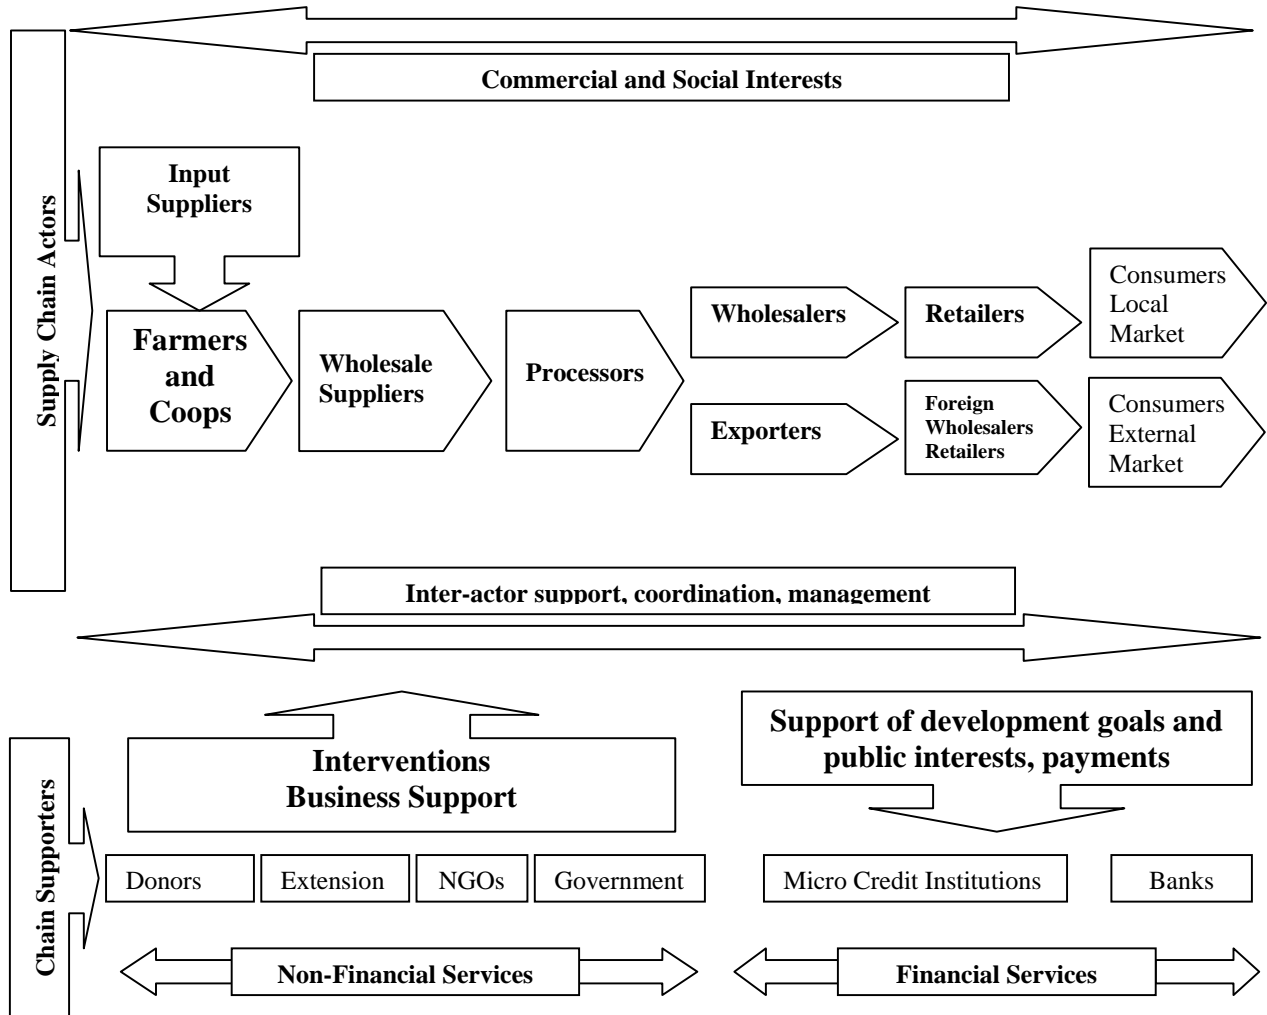 Commercial and Social Interests
Supply Chain Actors
Input
Suppliers
Farmers
and
Coops
Wholesale
Suppliers
Processors
Wholesalers
Retailers
Consumers
Local
Market
Exporters
Foreign
Wholesalers
Retailers
Consumers
External
Market
Inter-actor support, coordination, management
Chain Supporters
Interventions
Business Support
Support of development goals and
public interests, payments
Donors
Extension
NGOs
Government
Micro Credit Institutions
Banks
Non-Financial Services
Financial Services